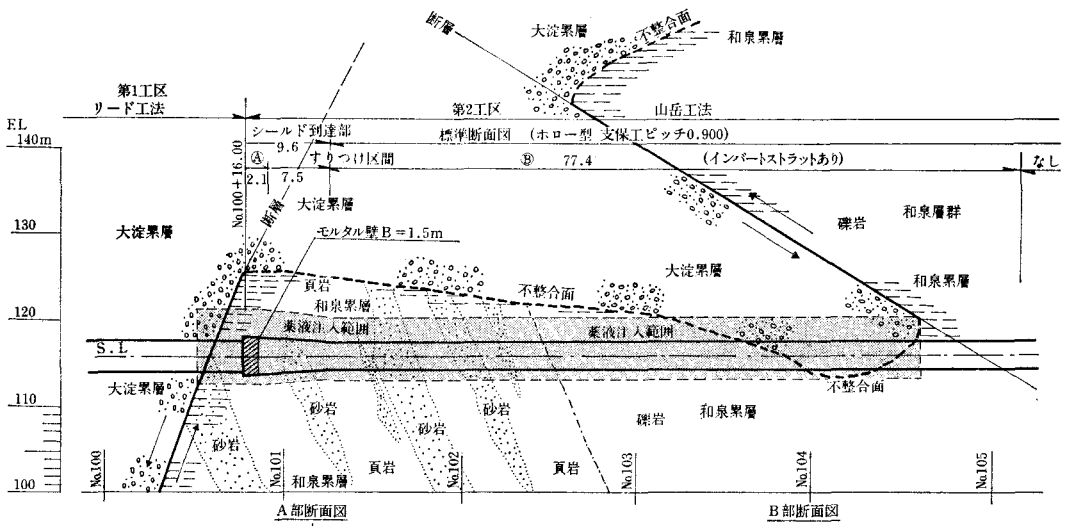 断層
大淀累層
不整合面
和泉累層
第1工区
リード工法
第2工区
山岳工法
EL
140m
シールド到達部
標準断面図 (ホロー型 支保工ピッチ0.900)
9.6
Ⓐ
すりつけ区間
Ⓑ
77.4
(インバートストラットあり)
なし
2.1
7.5
No.100+16.00
断層
大淀累層
大淀累層
モルタル壁B=1.5m
130
礫岩
和泉層群
大淀累層
頁岩
和泉累層
不整合面
和泉累層
120
薬液注入範囲
薬液注入範囲
S.L
大淀累層
不整合面
110
砂岩
砂岩
礫岩
和泉累層
砂岩
砂岩
頁岩
頁岩
100
No.100
No.101
和泉累層
No.102
No.103
No.104
No.105
A部断面図
B部断面図